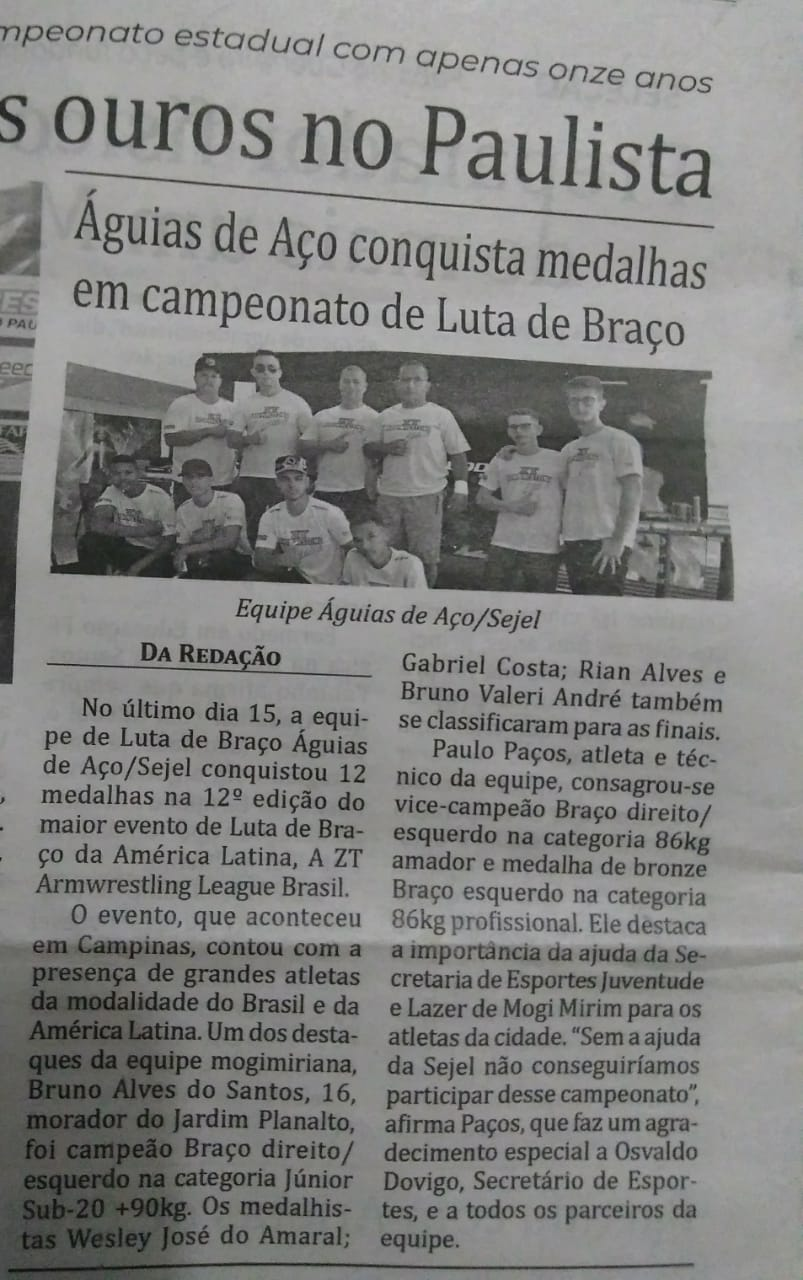 mpeonato estadual com apenas onze anos
s ouros no Paulista
Águias de Aço conquista medalhas
em campeonato de Luta de Braço
Equipe Águias de Aço/Sejel
DA REDAÇÃO
No último dia 15, a equi-
pe de Luta de Braço Águias
de Aço/Sejel conquistou 12
medalhas na 12º edição do
maior evento de Luta de Bra-
ço da América Latina, A ZT
Armwrestling League Brasil.
O evento, que aconteceu
em Campinas, contou com a
presença de grandes atletas
da modalidade do Brasil e da
América Latina. Um dos desta-
ques da equipe mogimiriana,
Bruno Alves do Santos, 16,
morador do Jardim Planalto,
foi campeão Braço direito/
esquerdo na categoria Júnior
Sub-20 +90kg. Os medalhis-
tas Wesley José do Amaral;
Gabriel Costa; Rian Alves e
Bruno Valeri André também
se classificaram para as finais.
Paulo Paços, atleta e téc-
nico da equipe, consagrou-se
vice-campeão Braço direito/
esquerdo na categoria 86kg
amador e medalha de bronze
Braço esquerdo na categoria
86kg profissional. Ele destaca
a importância da ajuda da Se-
cretaria de Esportes Juventude
e Lazer de Mogi Mirim para os
atletas da cidade. “Sem a ajuda
da Sejel não conseguiríamos
participar desse campeonato”,
afirma Paços, que faz um agra-
decimento especial a Osvaldo
Dovigo, Secretário de Espor-
tes, e a todos os parceiros da
equipe.